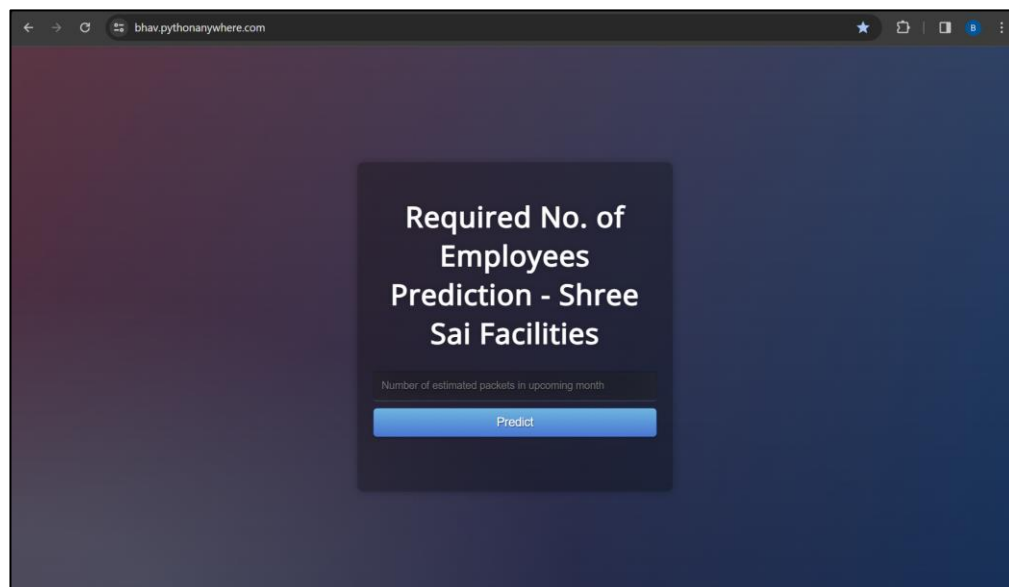 bhav.pythonanywhere.com
B
Required No. of
Employees
Prediction - Shree
Sai Facilities
Number of estimated packets in upcoming month
Predict